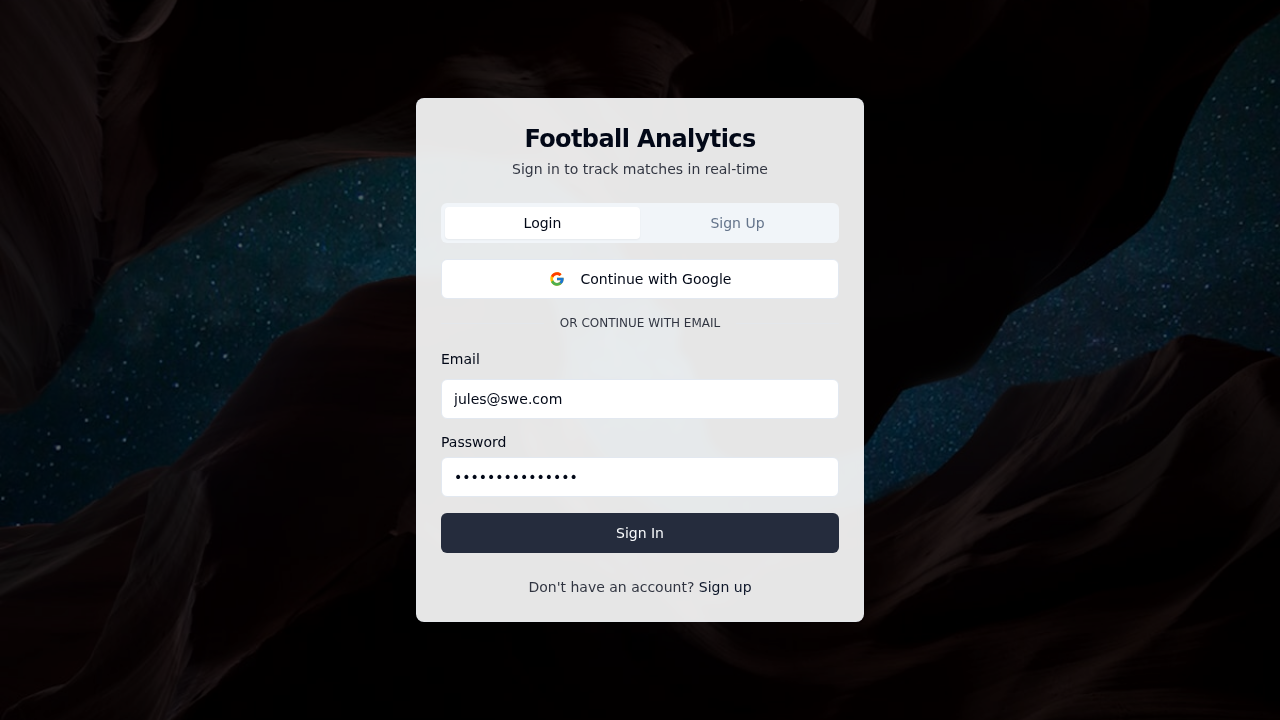 Football Analytics
Sign in to track matches in real-time
Login
Sign Up
Continue with Google
OR CONTINUE WITH EMAIL
Email
jules@swe.com
Password
•••••••••••••••
Sign In
Don't have an account? Sign up